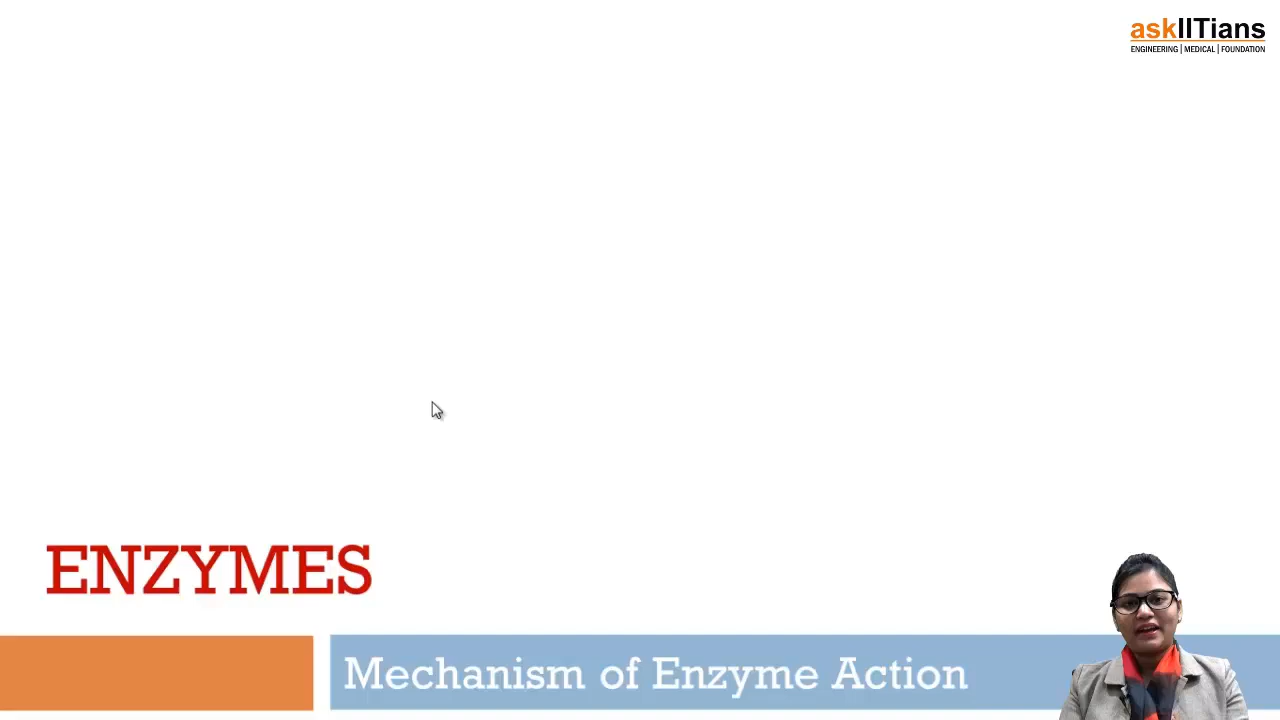 askIITians
ENGINEERING | MEDICAL | FOUNDATION
ENZYMES
Mechanism of Enzyme Action